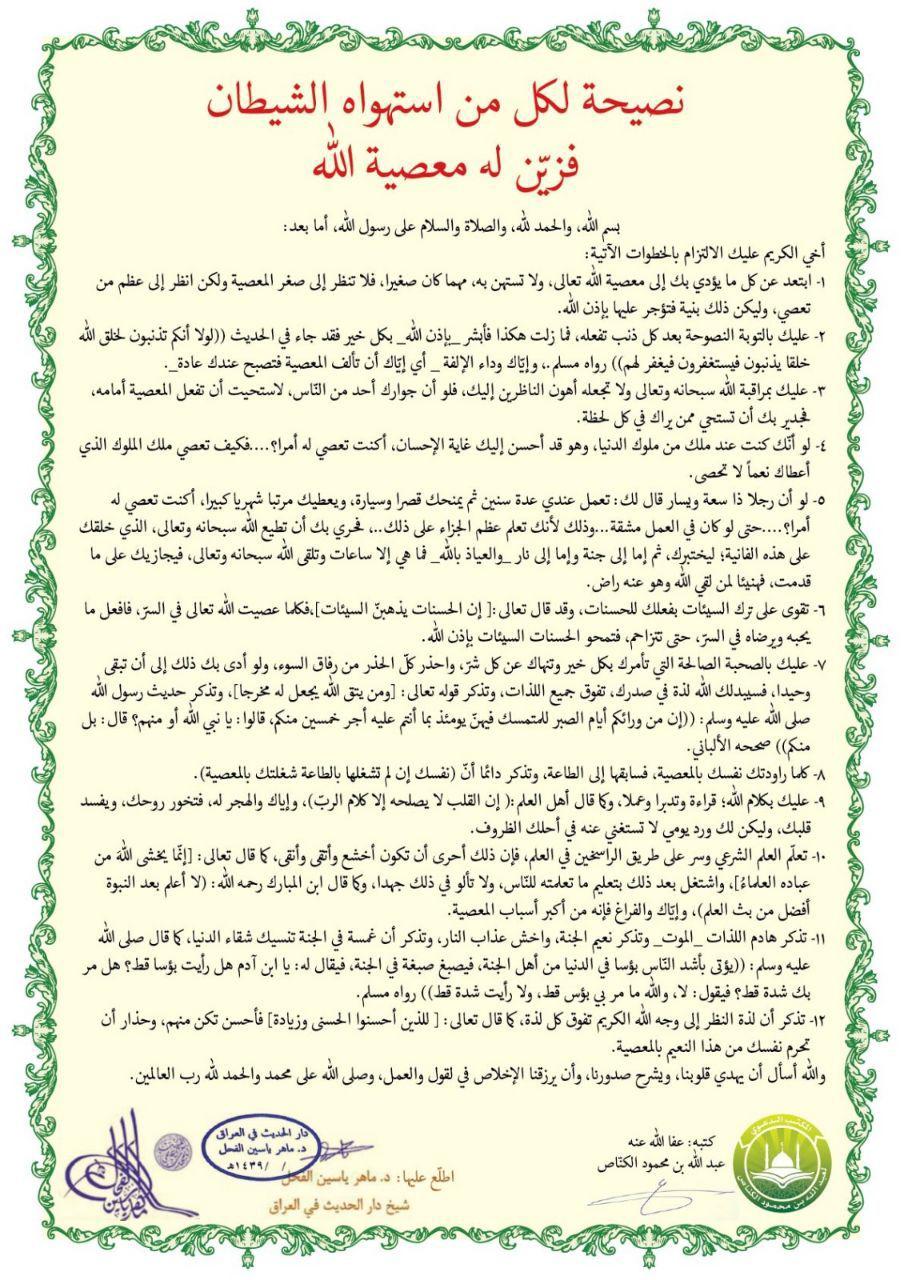 نصيحة لكل من استهواه الشيطان
فزيّن له معصية الله
بسم الله، والحمد لله، والصلاة والسلام على رسول الله، أما بعد:
أخي الكريم عليك الالتزام بالخطوات الآتية:
١- ابتعد عن كل ما يؤدي بك إلى معصية الله تعالى، ولا تستهن به، مهما كان صغيرا، فلا تنظر إلى صغر المعصية ولكن انظر إلى عظم من
تعصي، وليكن ذلك بنية فتؤجر عليها بإذن الله.
٢- عليك بالتوبة النصوحة بعد كل ذنب تفعله، فما زلت هكذا فأبشر _بإذن الله_ بكل خير فقد جاء في الحديث ((لولا أنكم تذنبون لخلق الله
خلقا يذنبون فيستغفرون فيغفر لهم)) رواه مسلم.، وإيّاك وداء الإلفة _ أي إيّاك أن تألف المعصية فتصبح عندك عادة_.
٣- عليك بمراقبة الله سبحانه وتعالى ولا تجعله أهون الناظرين إليك، فلو أن جوارك أحد من النّاس، لاستحيت أن تفعل المعصية أمامه،
فجدير بك أن تستحي ممن يراك في كل لحظة.
٤- لو أنّك كنت عند ملك من ملوك الدنيا، وهو قد أحسن إليك غاية الإحسان، أكنت تعصي له أمرا؟....فكيف تعصي ملك الملوك الذي
أعطاك نعماً لا تحصى.
٥- لو أن رجلا ذا سعة ويسار قال لك: تعمل عندي عدة سنين ثم يمنحك قصرا وسيارة، ويعطيك مرتبا شهريا كبيرا، أكنت تعصي له
أمرا؟....حتى لو كان في العمل مشقة...وذلك لأنك تعلم عظم الجزاء على ذلك..، فحري بك أن تطيع الله سبحانه وتعالى، الذي خلقك
على هذه الفانية؛ ليختبرك، ثم إما إلى جنة وإما إلى نار _والعياذ بالله_ فما هي إلا ساعات وتلقى الله سبحانه وتعالى، فيجازيك على ما
قدمت، فهنيئا لمن لقي الله وهو عنه راض.
٦- تقوى على ترك السيئات بفعلك للحسنات، وقد قال تعالى:[ إن الحسنات يذهبنّ السيئات]،فكلما عصيت الله تعالى في السرّ، فافعل ما
يحبه ويرضاه في السرّ، حتى تتزاحم، فتمحو الحسنات السيئات بإذن الله.
٧- عليك بالصحبة الصالحة التي تأمرك بكل خير وتنهاك عن كل شرّ، واحذر كلّ الحذر من رفاق السوء، ولو أدى بك ذلك إلى أن تبقى
وحيدا، فسيبدلك الله لذة في صدرك، تفوق جميع اللذات، وتذكر قوله تعالى: [ومن يتق الله يجعل له مخرجا]، وتذكر حديث رسول الله
صلى الله عليه وسلم: ((إن من ورائكم أيام الصبر للمتمسك فيهنّ يومئذ بما أنتم عليه أجر خمسين منكم، قالوا: يا نبي الله أو منهم؟ قال: بل
منكم)) صححه الألباني.
٨- كلما راودتك نفسك بالمعصية، فسابقها إلى الطاعة، وتذكر دائمًا أنّ (نفسك إن لم تشغلها بالطاعة شغلتك بالمعصية).
٩- عليك بكلام الله؛ قراءة وتدبرا وعملا، وكما قال أهل العلم:( إن القلب لا يصلحه إلا كلام الربّ)، وإياك والهجر له، فتخور روحك، ويفسد
قلبك، وليكن لك ورد يومي لا تستغني عنه في أحلك الظروف.
١٠- تعلّم العلم الشرعي وسر على طريق الراسخين في العلم، فإن ذلك أحرى أن تكون أخشع وأتقى وأنقى، كما قال تعالى: [إنّما يخشى اللهَ من
عباده العلماءُ]، واشتغل بعد ذلك بتعليم ما تعلمته للنّاس، ولا تألو في ذلك جهدا، وكما قال ابن المبارك رحمه الله: (لا أعلم بعد النبوة
أفضل من بث العلم)، وإيّاك والفراغ فإنه من أكبر أسباب المعصية.
١١- تذكر هادم اللذات _الموت_ وتذكر نعيم الجنة، واخش عذاب النار، وتذكر أن غمسة في الجنة تنسيك شقاء الدنيا، كما قال صلى الله
عليه وسلم: ((يؤتى بأشد النّاس بؤسا في الدنيا من أهل الجنة، فيصبغ صبغة في الجنة، فيقال له: يا ابن آدم هل رأيت بؤسا قط؟ هل مر
بك شدة قط؟ فيقول: لا، والله ما مر بي بؤس قط، ولا رأيت شدة قط)) رواه مسلم.
١٢- تذكر أن لذة النظر إلى وجه الله الكريم تفوق كل لذة، كما قال تعالى: [ للذين أحسنوا الحسنى وزيادة] فأحسن تكن منهم، وحذار أن
تحرم نفسك من هذا النعيم بالمعصية.
والله أسأل أن يهدي قلوبنا، ويشرح صدورنا، وأن يرزقنا الإخلاص في لقول والعمل، وصلى الله على محمد والحمد لله رب العالمين.
المكتب الدعوي
لعبد الله بن محمود الكنّاص
كتبه: عفا الله عنه
عبد الله بن محمود الكنّاص
دار الحديث في العراق
د. ماهر ياسين الفحل
/ / ١٤٣٩هـ
اطلّع عليها: د. ماهر ياسين الفحل
شيخ دار الحديث في العراق